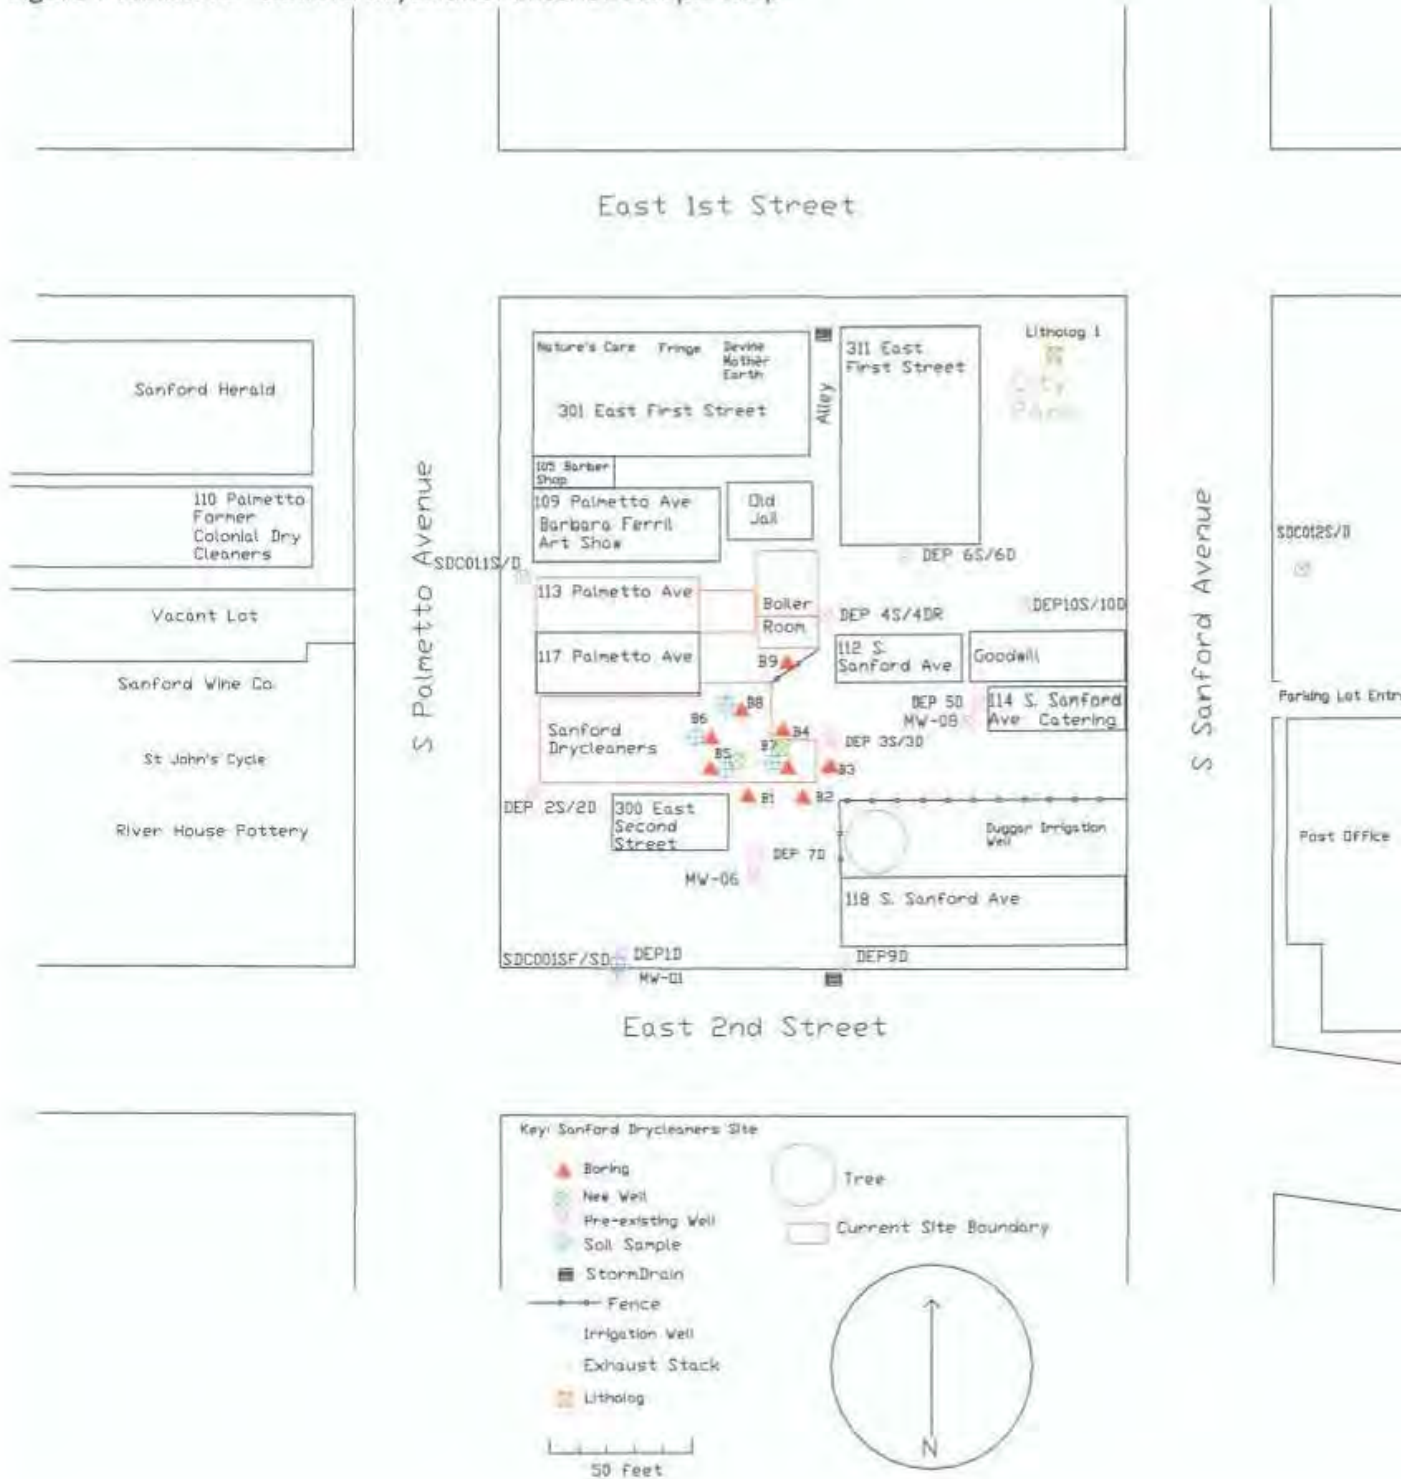 East 1st Street
Sanford Herald
110 Palmetto
Former
Colonial Dry
Cleaners
Vacant Lot
Sanford Wine Co.
St John's Cycle
River House Pottery
S Palmetto Avenue
Nature's Care
Fringe
Devine
Mother
Earth
301 East First Street
Alley
311 East
First Street
Litholog 1
City
Park
105 Barber
Shop
109 Palmetto Ave
Barbara Ferril
Art Show
Old
Jail
SDC011S/D
DEP 6S/6D
113 Palmetto Ave
Boiler
Room
DEP 4S/4DR
DEP10S/10D
117 Palmetto Ave
B9
112 S.
Sanford Ave
Goodwill
B8
B6
DEP 5D
MW-08
114 S. Sanford
Ave Catering
Sanford
Drycleaners
B5
B7
B4
DEP 3S/3D
B3
DEP 2S/2D
300 East
Second
Street
B1
B2
Duggar Irrigation
Well
DEP 7D
MW-06
118 S. Sanford Ave
SDC001SF/SD
DEP1D
MW-01
DEP9D
S Sanford Avenue
SDC012S/D
Parking Lot Entr
Post Office
East 2nd Street
Key: Sanford Drycleaners Site
Boring
New Well
Pre-existing Well
Soil Sample
StormDrain
Fence
Irrigation Well
Exhaust Stack
Litholog
50 feet
Tree
Current Site Boundary
N